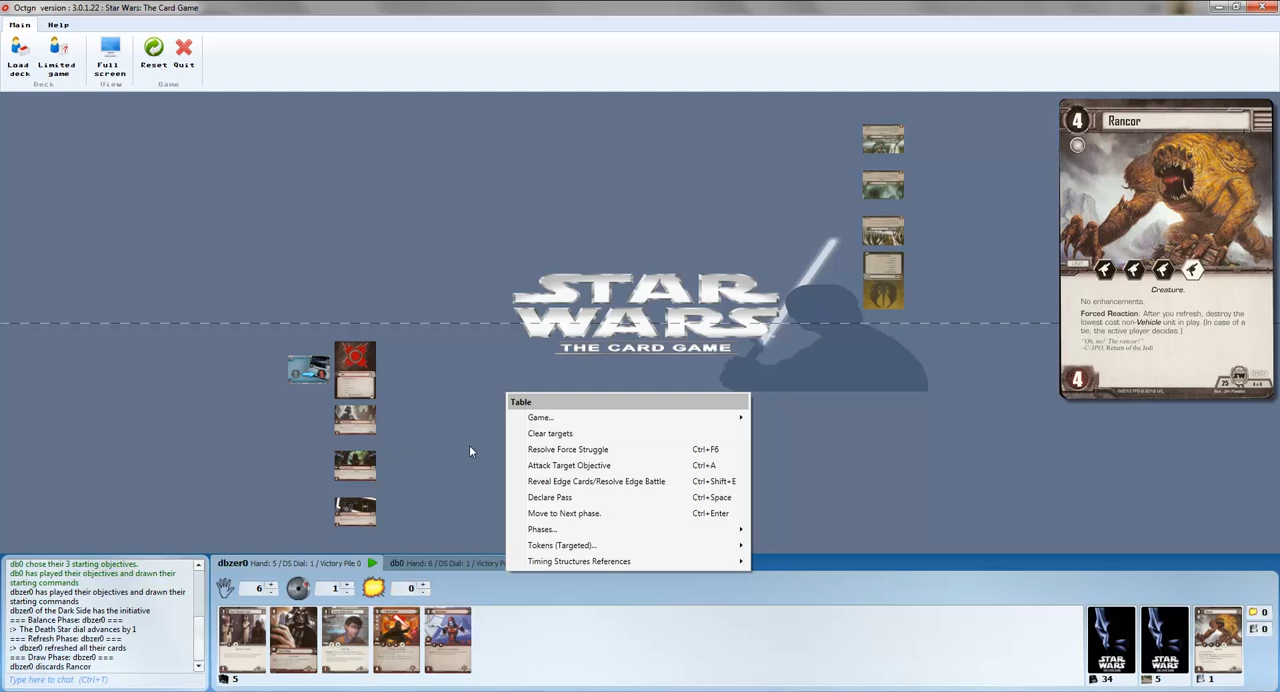 Octgn version : 3.0.1.22 : Star Wars: The Card Game
Main Help
Load deck
Limited game
Full screen
Reset
Quit
Deck
View
Game
4
Rancor
Creature.
No enhancements.
Forced Reaction: After you refresh, destroy the
lowest cost non-Vehicle unit in play. (In case of a
tie, the active player decides.)
"Oh, no! The rancor!"
–C-3PO, Return of the Jedi
4
25
STAR
WARS
THE CARD GAME
Table
Game...
Clear targets
Resolve Force Struggle Ctrl+F6
Attack Target Objective Ctrl+A
Reveal Edge Cards/Resolve Edge Battle Ctrl+Shift+E
Declare Pass Ctrl+Space
Move to Next phase. Ctrl+Enter
Phases...
Tokens (Targeted)...
Timing Structures References
db0 chose their 3 starting objectives.
db0 has played their objectives and drawn their
starting commands
dbzer0 has played their objectives and drawn their
starting commands
dbzer0 of the Dark Side has the initiative
=== Balance Phase: dbzer0 ===
:> The Death Star dial advances by 1
=== Refresh Phase: dbzer0 ===
:> dbzer0 refreshed all their cards
=== Draw Phase: dbzer0 ===
dbzer0 discards Rancor
Type here to chat (Ctrl+T)
dbzer0 Hand: 5 / DS Dial: 1 / Victory Pile 0
db0 Hand: 6 / DS Dial: 1 / Victory P
6
1
0
5
STAR WARS
STAR WARS
34
5
1
0
0